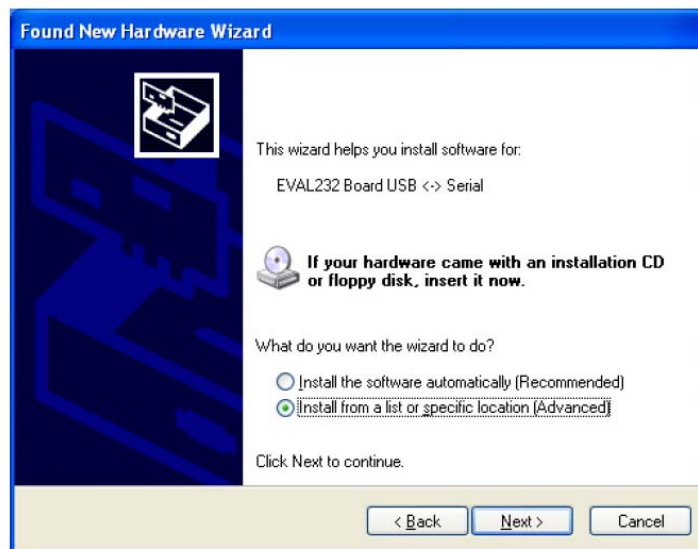 Found New Hardware Wizard
This wizard helps you install software for:
EVAL232 Board USB <-> Serial
If your hardware came with an installation CD
or floppy disk, insert it now.
What do you want the wizard to do?
Install the software automatically (Recommended)
Install from a list or specific location (Advanced)
Click Next to continue.
< Back
Next >
Cancel